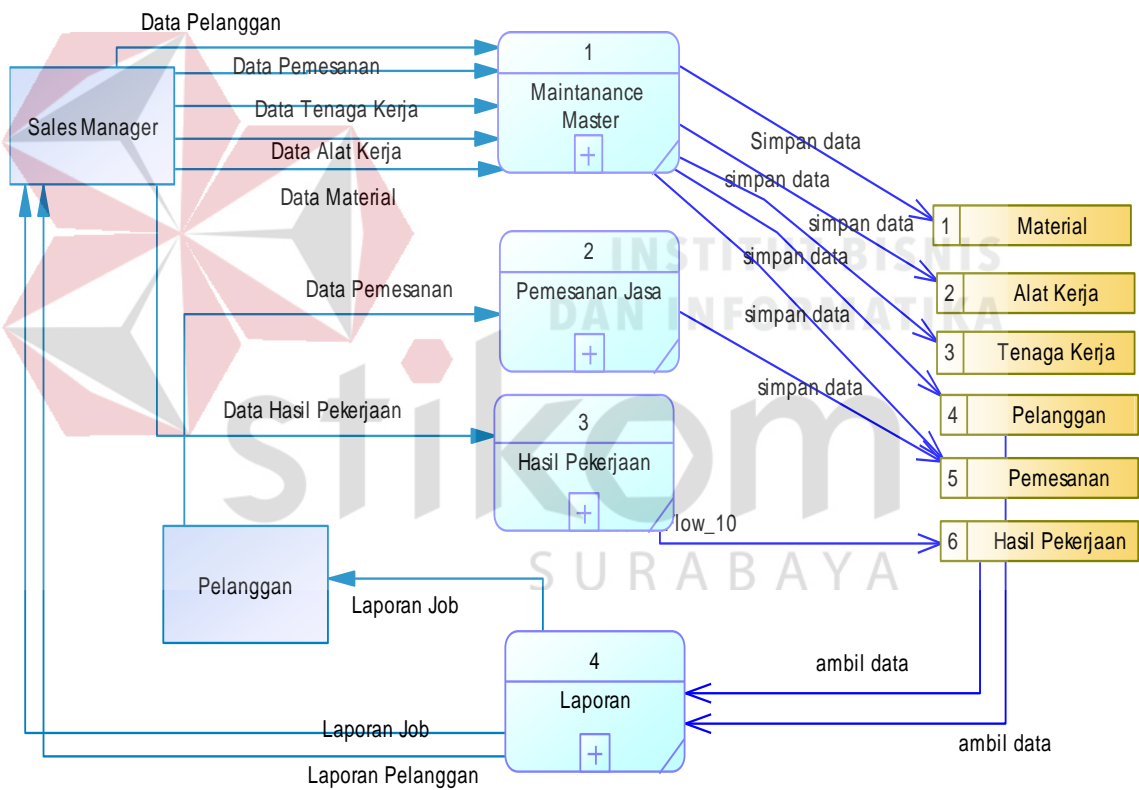 Data Pelanggan
Data Pemesanan
Data Tenaga Kerja
Data Alat Kerja
Data Material
Sales Manager
1
Maintanance
Master
Simpan data
simpan data
simpan data
simpan data
simpan data
simpan data
1 Material
2 Alat Kerja
3 Tenaga Kerja
4 Pelanggan
5 Pemesanan
6 Hasil Pekerjaan
INSTITUT BISNIS
DAN INFORMATIKA
stikom
SURABAYA
2
Pemesanan Jasa
Data Pemesanan
Data Hasil Pekerjaan
3
Hasil Pekerjaan
low_10
Pelanggan
Laporan Job
4
Laporan
ambil data
ambil data
Laporan Job
Laporan Pelanggan